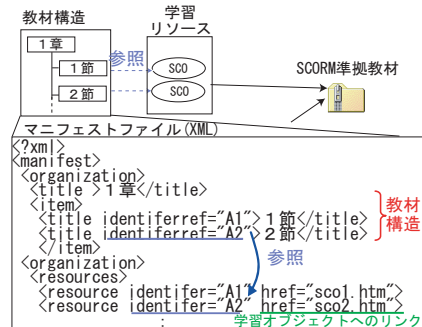 教材構造
学習
リソース
1章
1節
2節
参照
SCO
SCO
SCORM準拠教材
マニフェストファイル(XML)
<?xml>
<manifest>
<organization>
<title >1章</title>
<item>
<title identiferref="A1">1節</title>
<title identiferref="A2">2節</title>
</item>
<organization>
<resources>
<resource identifer="A1" href="sco1.htm">
<resource identifer="A2" href="sco2.htm">
:
教材
構造
参照
学習オブジェクトへのリンク